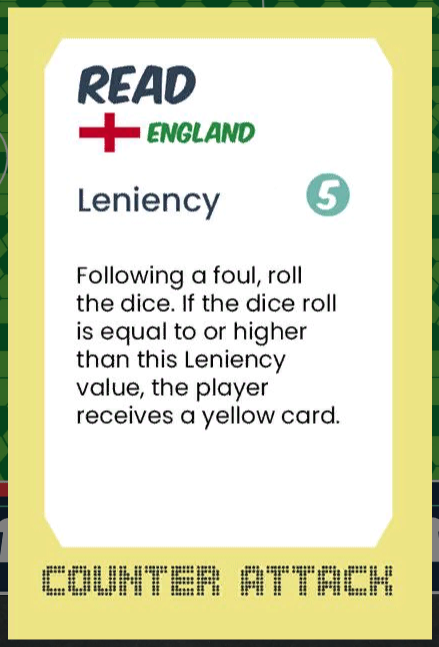 READ
ENGLAND
Leniency 5
Following a foul, roll
the dice. If the dice roll
is equal to or higher
than this Leniency
value, the player
receives a yellow card.
COUNTER ATTACK